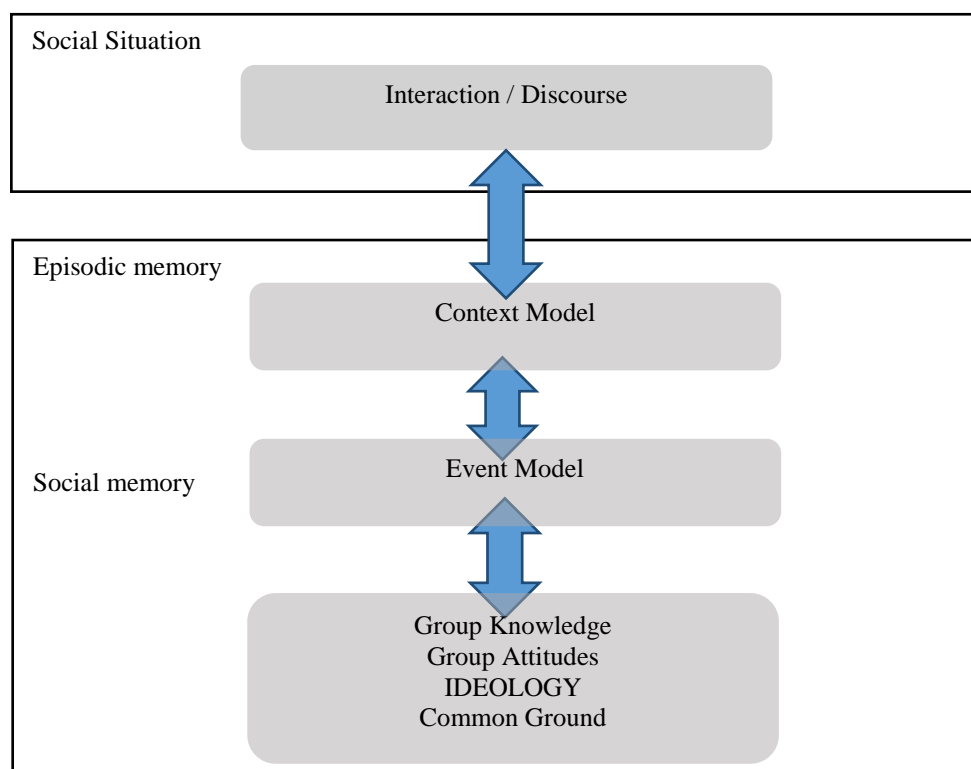 Social Situation
Interaction / Discourse
Episodic memory
Context Model
Event Model
Social memory
Group Knowledge
Group Attitudes
IDEOLOGY
Common Ground